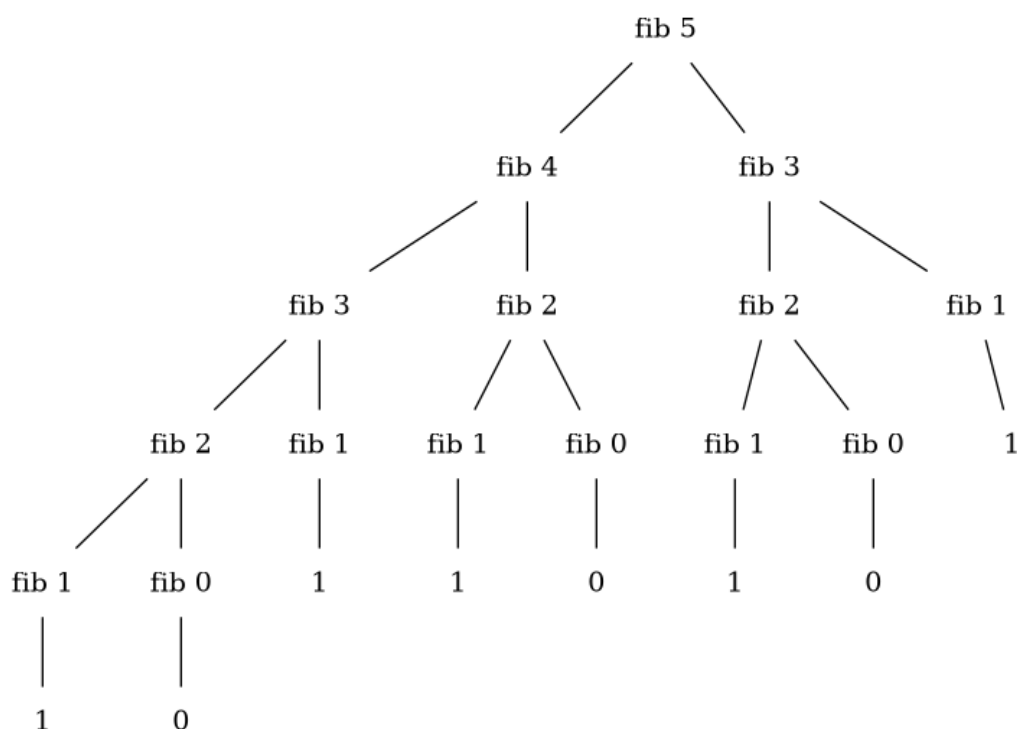 fib 5
fib 4 fib 3
fib 3 fib 2 fib 2 fib 1
fib 2 fib 1 fib 1 fib 0 fib 1 fib 0 1
fib 1 fib 0 1 1 0 1 0
1 0